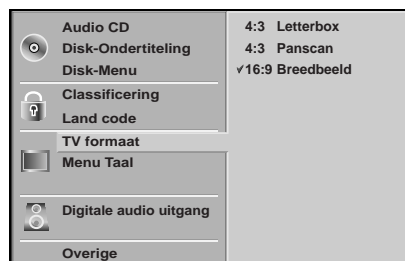 Audio CD
Disk-Ondertiteling
Disk-Menu
Classificering
Land code
TV formaat
Menu Taal
Digitale audio uitgang
Overige
4:3 Letterbox
4:3 Panscan
✓16:9 Breedbeeld